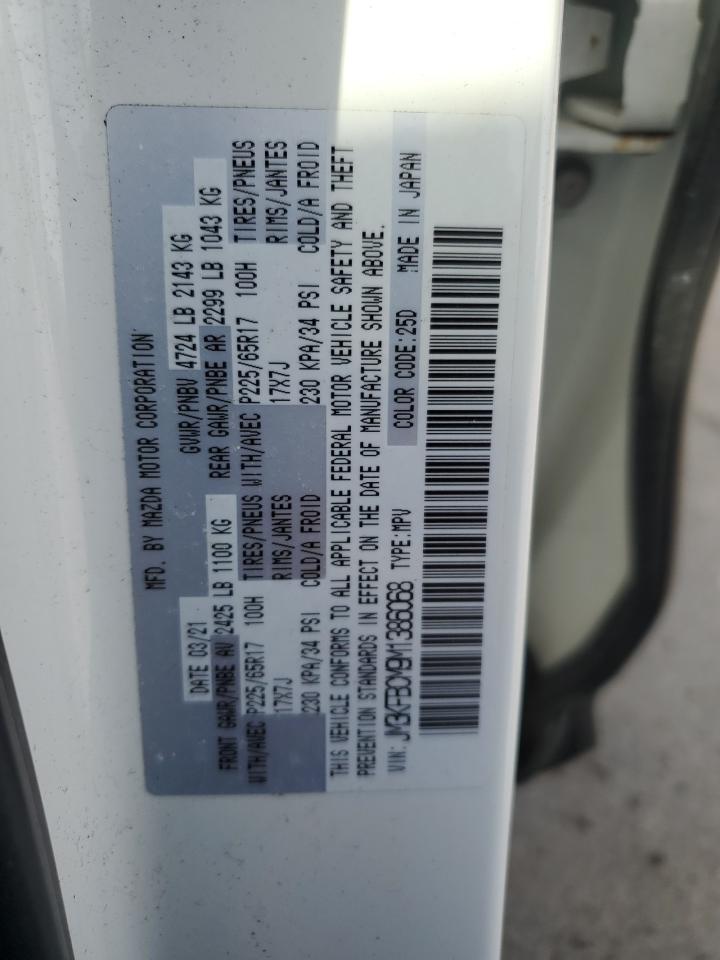 MFD. BY MAZDA MOTOR CORPORATION
DATE 03/21 GVWR/PNBV 4724 LB 2143 KG
FRONT GAWR/PNBE AV 2425 LB 1100 KG REAR GAWR/PNBE AR 2299 LB 1043 KG
WITH/AVEC P225/65R17 100H TIRES/PNEUS WITH/AVEC P225/65R17 100H TIRES/PNEUS
17X7J RIMS/JANTES 17X7J RIMS/JANTES
230 KPA/34 PSI COLD/A FROID 230 KPA/34 PSI COLD/A FROID
THIS VEHICLE CONFORMS TO ALL APPLICABLE FEDERAL MOTOR VEHICLE SAFETY AND THEFT
PREVENTION STANDARDS IN EFFECT ON THE DATE OF MANUFACTURE SHOWN ABOVE.
VIN: JM3KFBCM9M1386068 TYPE:MPV COLOR CODE:25D MADE IN JAPAN